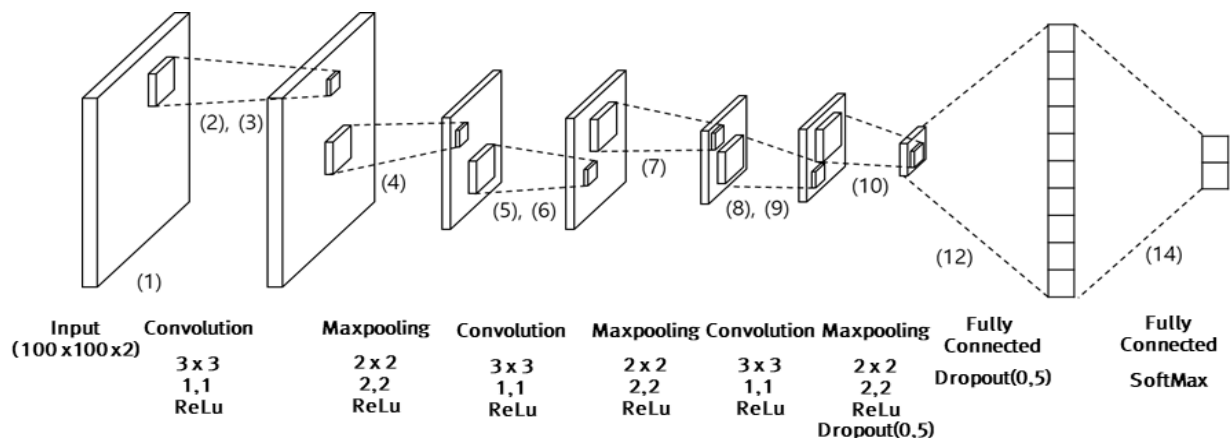 (2), (3)
(4)
(7)
(5), (6)
(10)
(8), (9)
(1)
(12)
(14)
Input
(100x100x2)
Convolution
3 x 3
1,1
ReLu
Maxpooling
2 x 2
2,2
ReLu
Convolution
3 x 3
1,1
ReLu
Maxpooling
2 x 2
2,2
ReLu
Convolution
3 x 3
1,1
ReLu
Maxpooling
2 x 2
2,2
ReLu
Dropout(0,5)
Fully
Connected
Dropout(0,5)
Fully
Connected
SoftMax